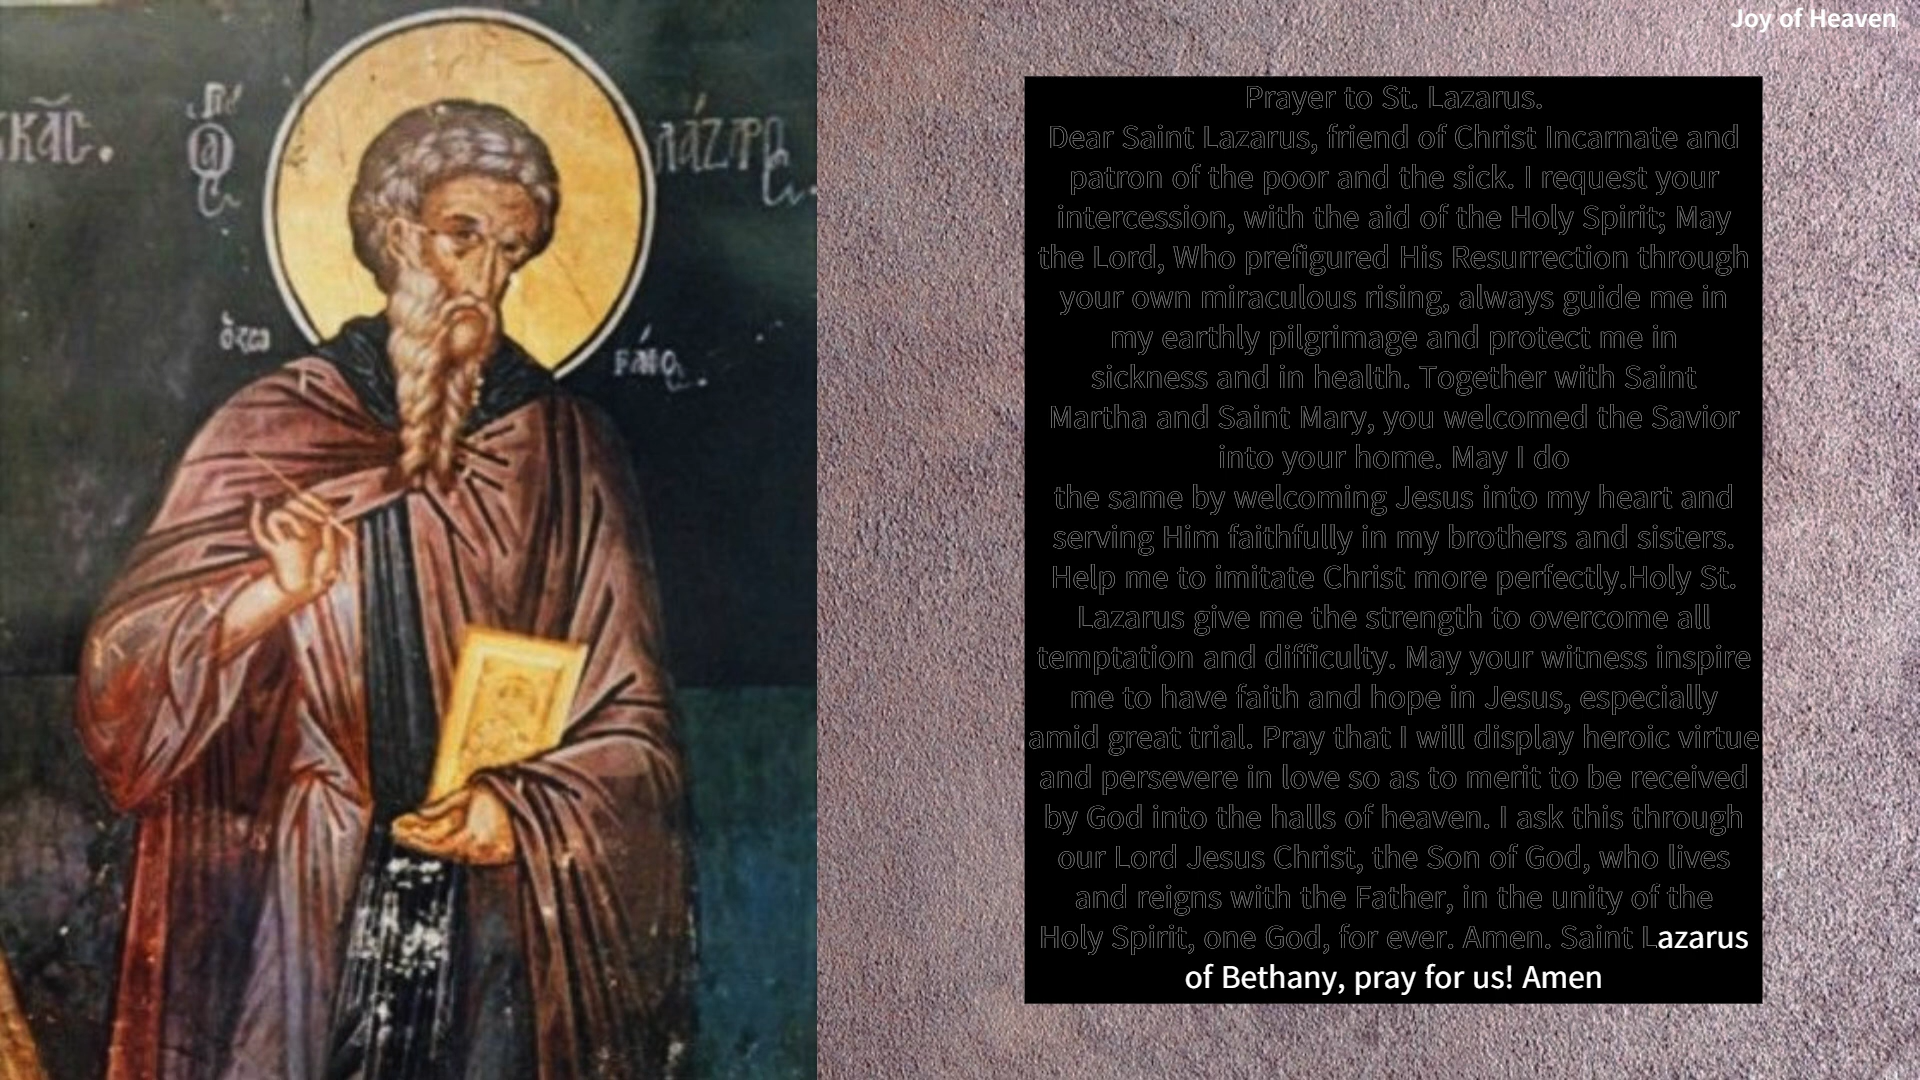 Joy of Heaven
Prayer to St. Lazarus.
Dear Saint Lazarus, friend of Christ Incarnate and
patron of the poor and the sick. I request your
intercession, with the aid of the Holy Spirit; May
the Lord, Who prefigured His Resurrection through
your own miraculous rising, always guide me in
my earthly pilgrimage and protect me in
sickness and in health. Together with Saint
Martha and Saint Mary, you welcomed the Savior
into your home. May I do
the same by welcoming Jesus into my heart and
serving Him faithfully in my brothers and sisters.
Help me to imitate Christ more perfectly.Holy St.
Lazarus give me the strength to overcome all
temptation and difficulty. May your witness inspire
me to have faith and hope in Jesus, especially
amid great trial. Pray that I will display heroic virtue
and persevere in love so as to merit to be received
by God into the halls of heaven. I ask this through
our Lord Jesus Christ, the Son of God, who lives
and reigns with the Father, in the unity of the
Holy Spirit, one God, for ever. Amen. Saint Lazarus
of Bethany, pray for us! Amen